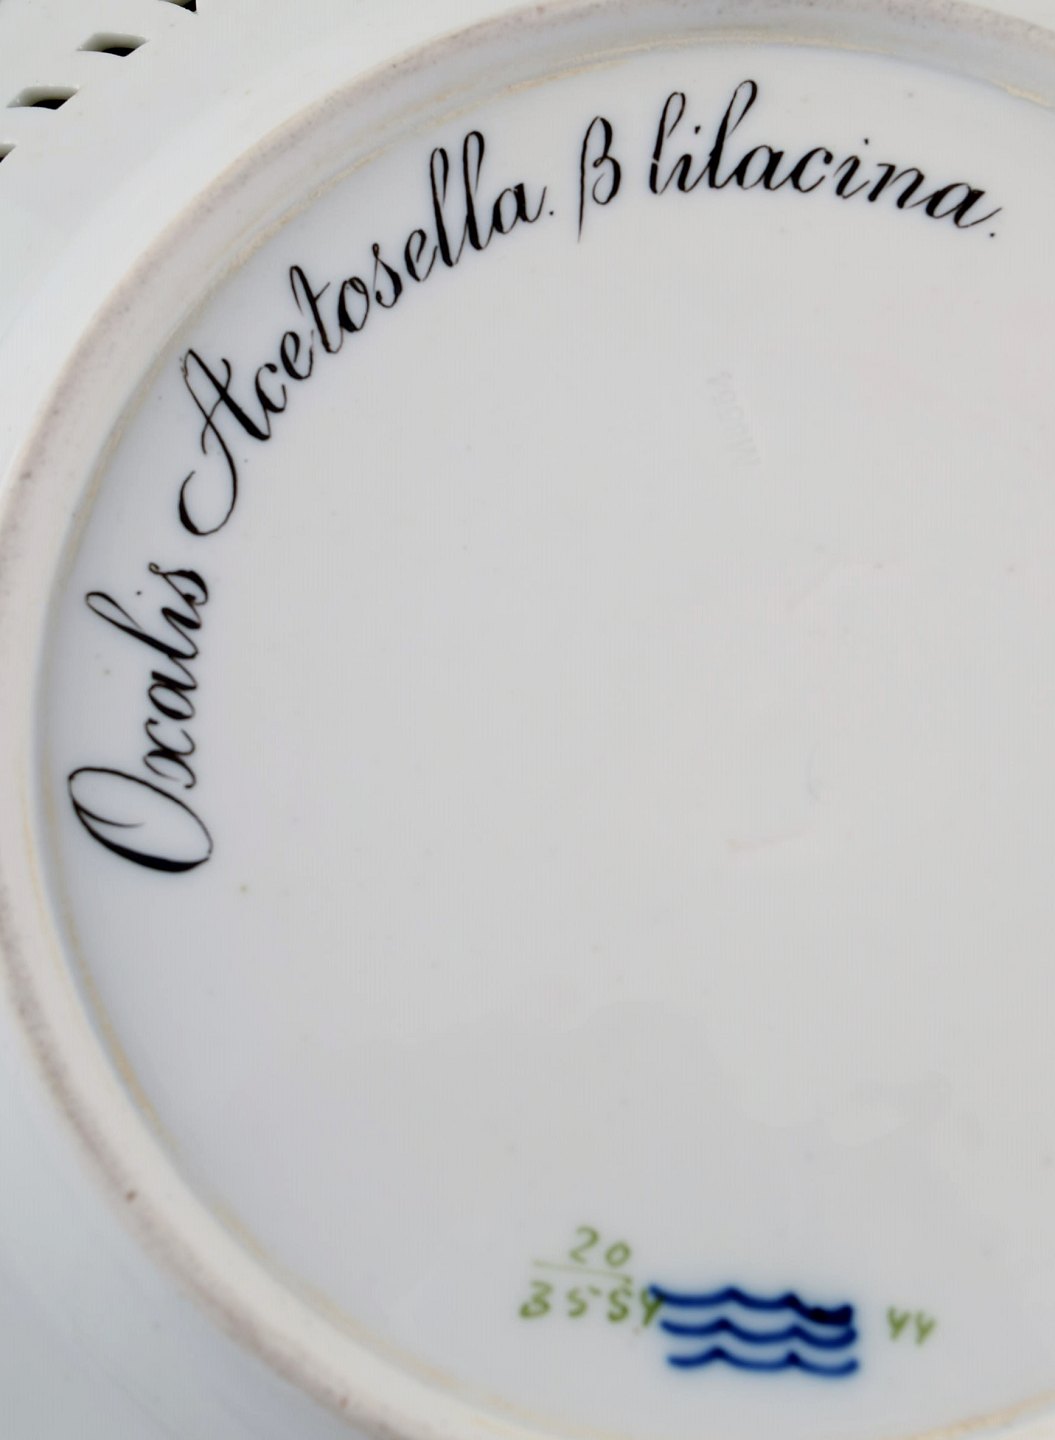 Oxalis Acetosella. β lilacina.
20
3554
44